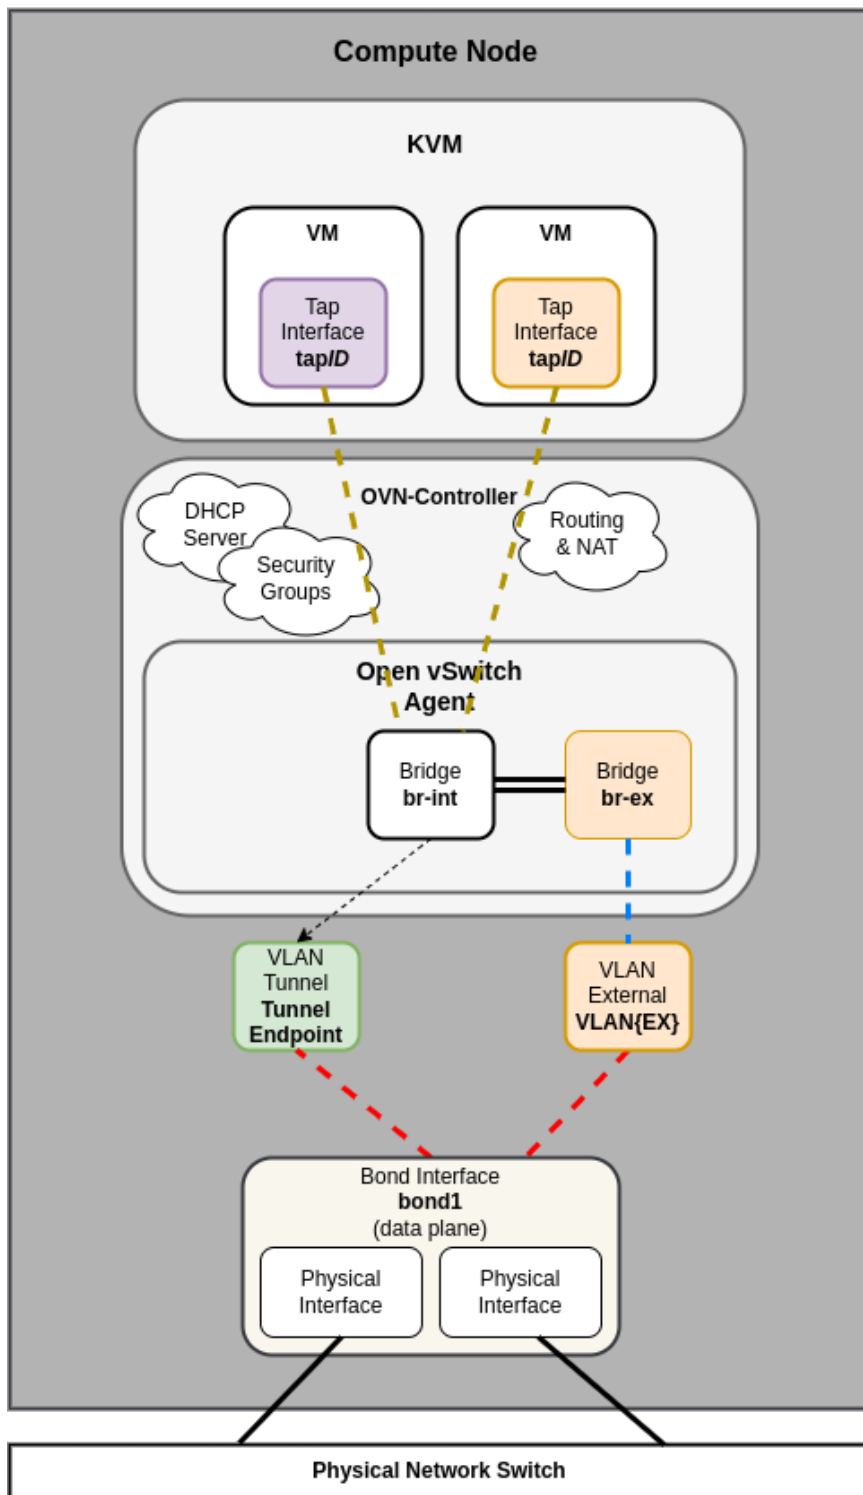 Compute Node
KVM
VM
VM
Tap
Interface
tapID
Tap
Interface
tapID
OVN-Controller
DHCP
Server
Security
Groups
Routing
& NAT
Open vSwitch
Agent
Bridge
br-int
Bridge
br-ex
VLAN
Tunnel
Tunnel
Endpoint
VLAN
External
VLAN{EX}
Bond Interface
bond1
(data plane)
Physical
Interface
Physical
Interface
Physical Network Switch